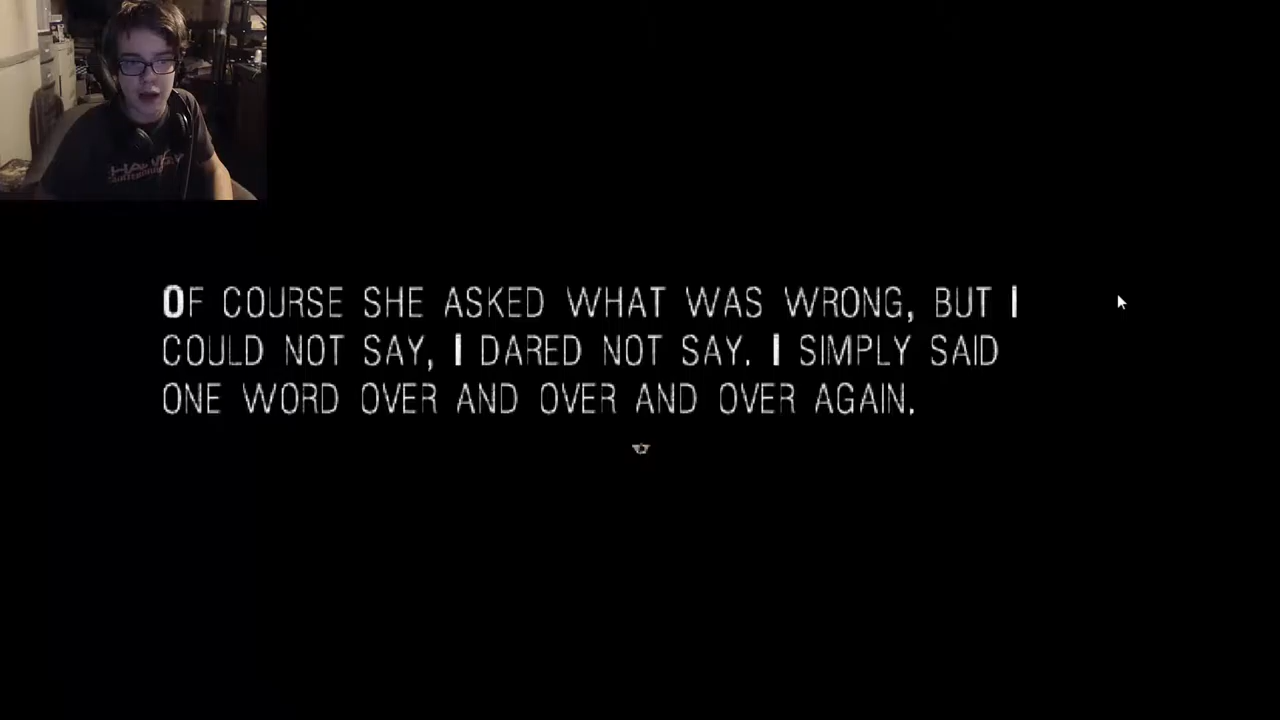 OF COURSE SHE ASKED WHAT WAS WRONG, BUT I
COULD NOT SAY, I DARED NOT SAY. I SIMPLY SAID
ONE WORD OVER AND OVER AND OVER AGAIN.